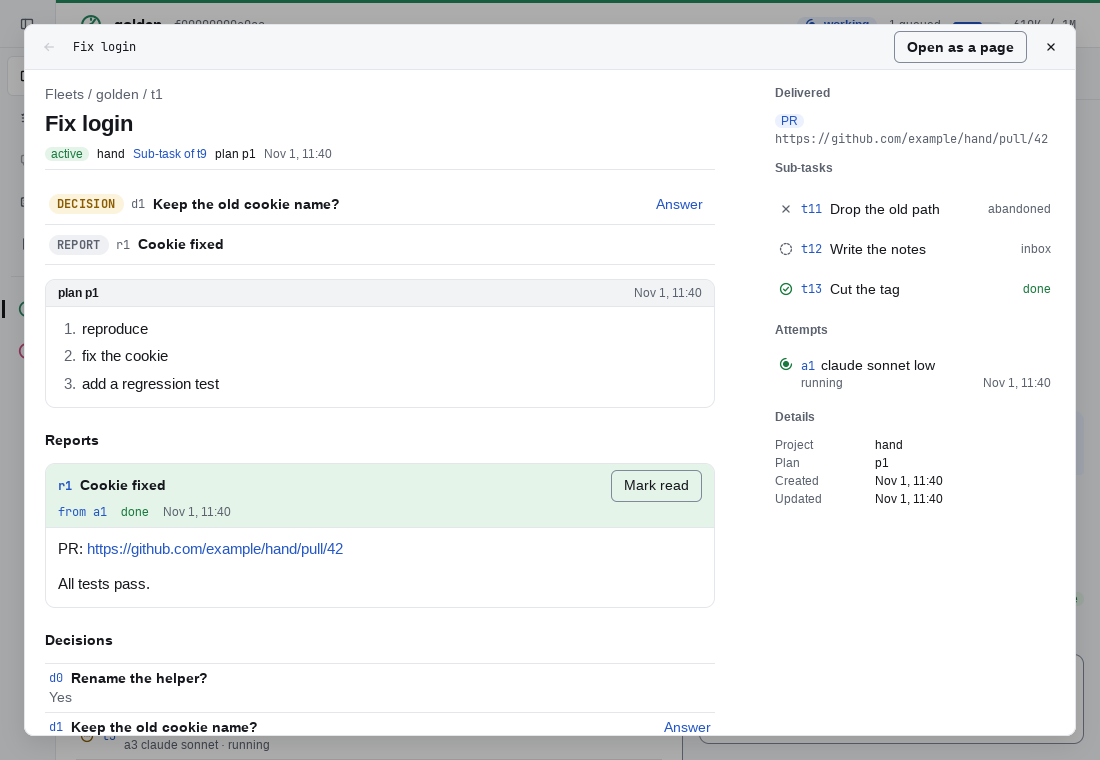 Fix login
Open as a page
Fleets / golden / t1
Fix login
active hand Sub-task of t9 plan p1 Nov 1, 11:40
DECISION d1 Keep the old cookie name? Answer
REPORT r1 Cookie fixed
plan p1 Nov 1, 11:40
1. reproduce
2. fix the cookie
3. add a regression test
Reports
r1 Cookie fixed Mark read
from a1 done Nov 1, 11:40
PR: https://github.com/example/hand/pull/42
All tests pass.
Decisions
d0 Rename the helper?
Yes
d1 Keep the old cookie name? Answer
Delivered
PR
https://github.com/example/hand/pull/42
Sub-tasks
t11 Drop the old path abandoned
t12 Write the notes inbox
t13 Cut the tag done
Attempts
a1 claude sonnet low
running Nov 1, 11:40
Details
Project hand
Plan p1
Created Nov 1, 11:40
Updated Nov 1, 11:40
a3 claude sonnet · running